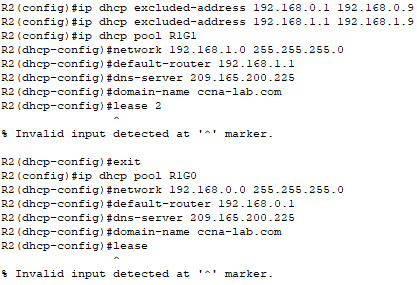 R2(config)#ip dhcp excluded-address 192.168.0.1 192.168.0.9
R2(config)#ip dhcp excluded-address 192.168.1.1 192.168.1.9
R2(config)#ip dhcp pool R1G1
R2(dhcp-config)#network 192.168.1.0 255.255.255.0
R2(dhcp-config)#default-router 192.168.1.1
R2(dhcp-config)#dns-server 209.165.200.225
R2(dhcp-config)#domain-name ccna-lab.com
R2(dhcp-config)#lease 2
^
% Invalid input detected at '^' marker.
R2(dhcp-config)#exit
R2(config)#ip dhcp pool R1G0
R2(dhcp-config)#network 192.168.0.0 255.255.255.0
R2(dhcp-config)#default-router 192.168.0.1
R2(dhcp-config)#dns-server 209.165.200.225
R2(dhcp-config)#domain-name ccna-lab.com
R2(dhcp-config)#lease
^
% Invalid input detected at '^' marker.